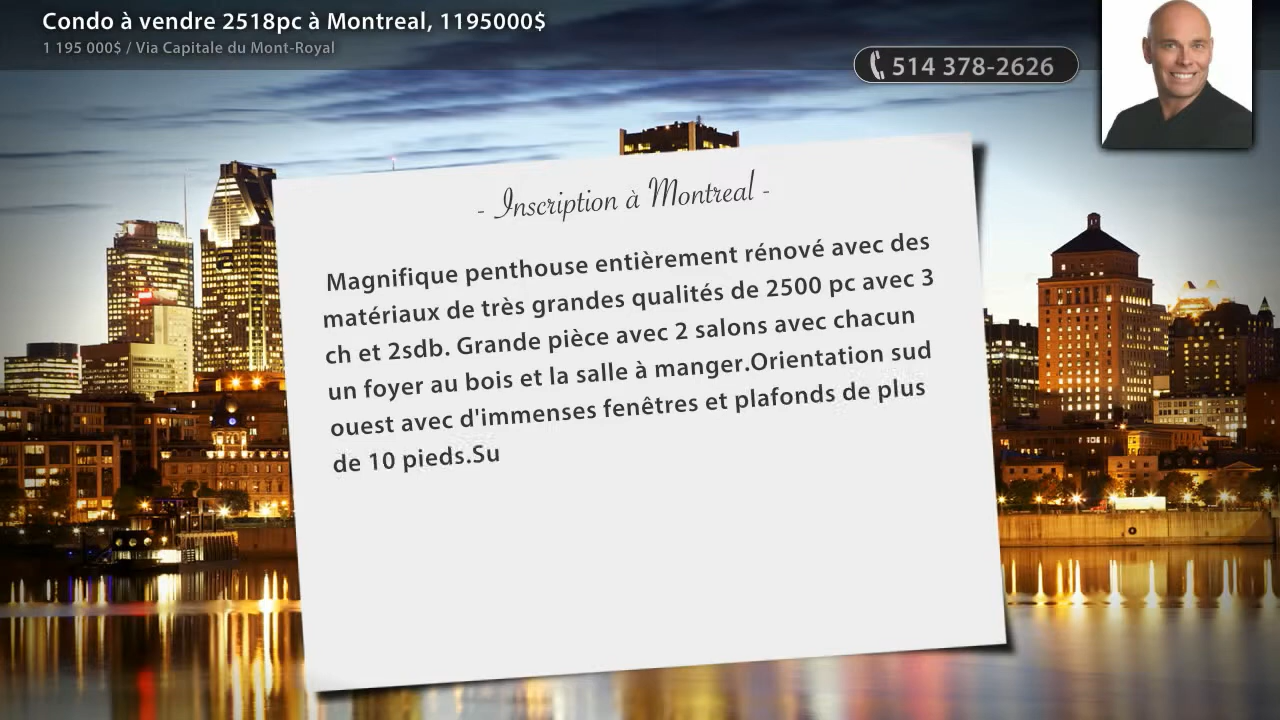 Condo à vendre 2518pc à Montreal, 1195000$
1 195 000$ / Via Capitale du Mont-Royal
514 378-2626
- Inscription à Montreal -
Magnifique penthouse entièrement rénové avec des
matériaux de très grandes qualités de 2500 pc avec 3
ch et 2sdb. Grande pièce avec 2 salons avec chacun
un foyer au bois et la salle à manger.Orientation sud
ouest avec d'immenses fenêtres et plafonds de plus
de 10 pieds.Su